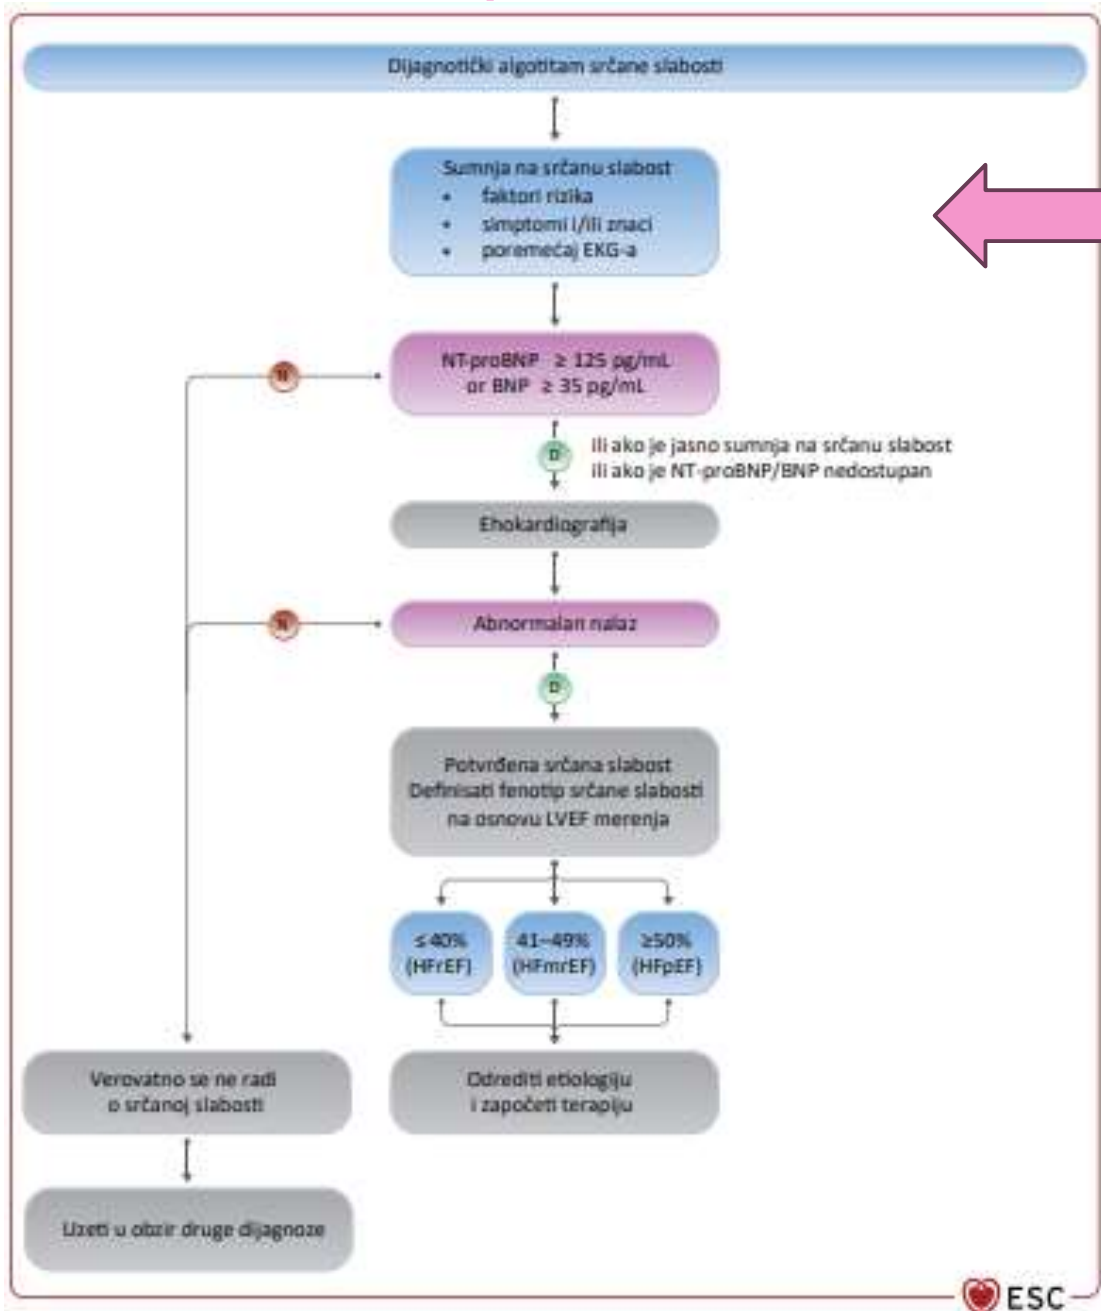 Dijagnotički algotitam srčane slabosti
Sumnja na srčanu slabost
• faktori rizika
• simptomi i/ili znaci
• poremećaj EKG-a
NT-proBNP ≥ 125 pg/mL
or BNP ≥ 35 pg/mL
N
D
ili ako je jasno sumnja na srčanu slabost
ili ako je NT-proBNP/BNP nedostupan
Ehokardiografija
N
Abnormalan nalaz
D
Potvrđena srčana slabost
Definisati fenotip srčane slabosti
na osnovu LVEF merenja
≤ 40%
(HFrEF)
41–49%
(HFmrEF)
≥50%
(HFpEF)
Verovatno se ne radi
o srčanoj slabosti
Odrediti etiologiju
i započeti terapiju
Uzeti u obzir druge dijagnoze
ESC